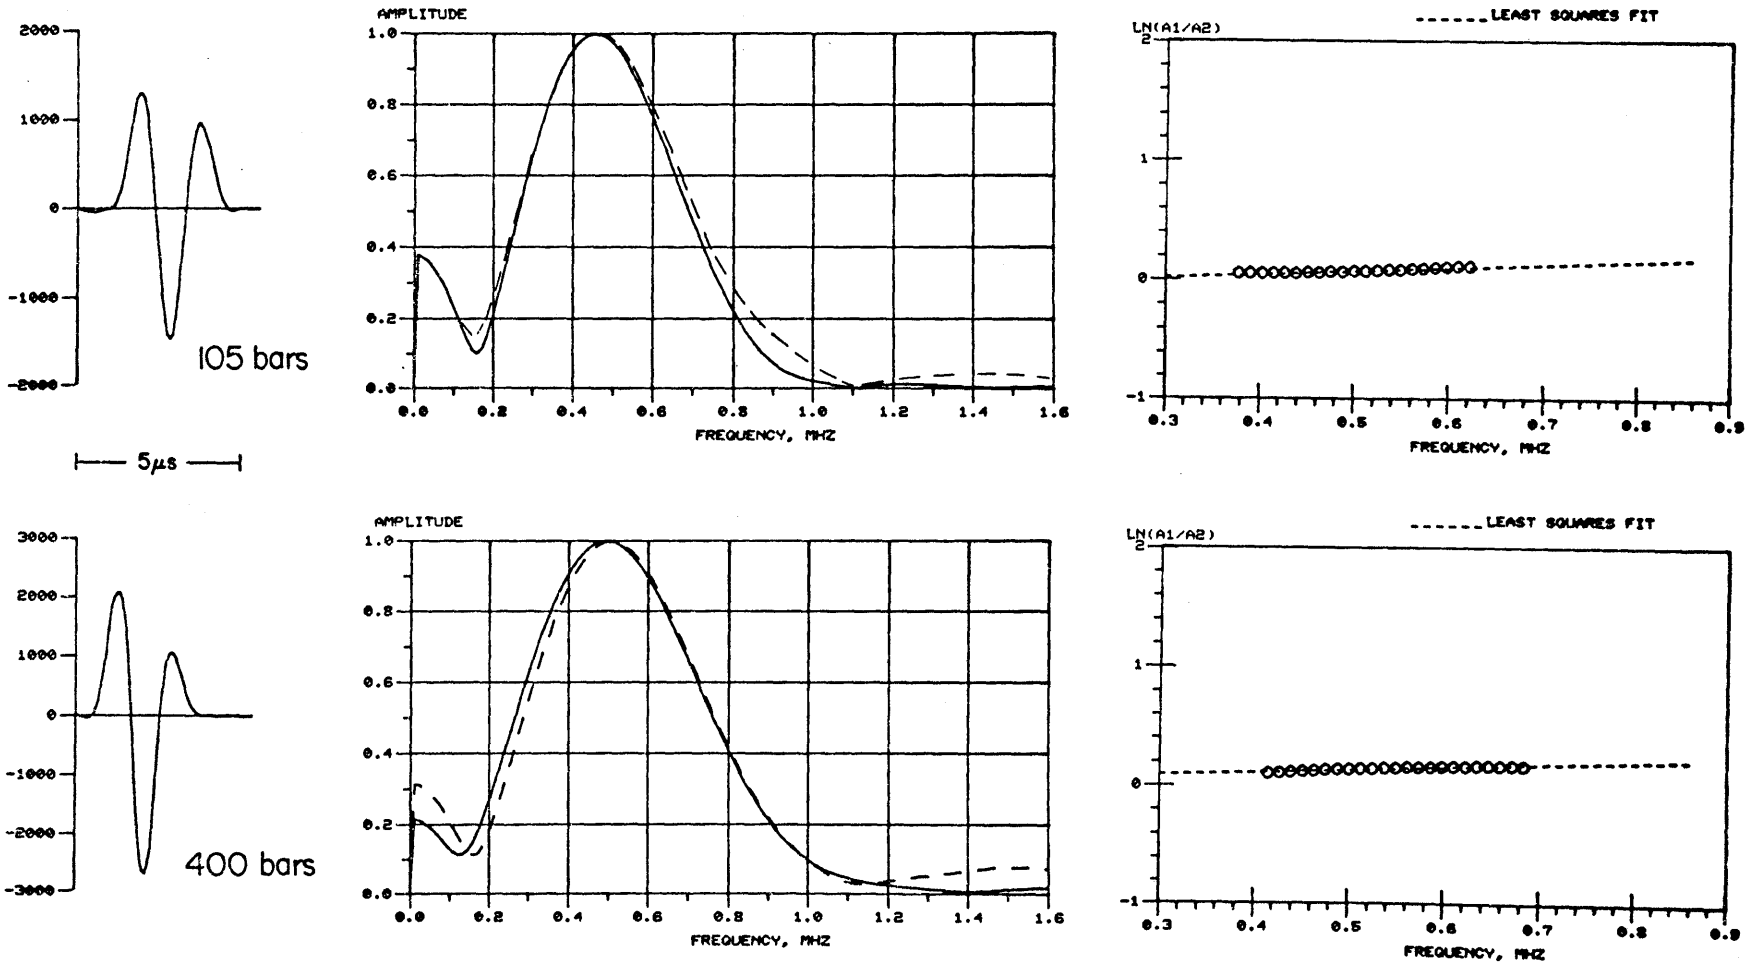 2000
1000
0
-1000
-2000
105 bars
AMPLITUDE
1.0
0.8
0.6
0.4
0.2
0.0
0.0 0.2 0.4 0.6 0.8 1.0 1.2 1.4 1.6
FREQUENCY, MHZ
------LEAST SQUARES FIT
LN(A1/A2)
2
1
0
-1
0.3 0.4 0.5 0.6 0.7 0.8 0.9
FREQUENCY, MHZ
5μs
3000
2000
1000
0
-1000
-2000
-3000
400 bars
AMPLITUDE
1.0
0.8
0.6
0.4
0.2
0.0
0.0 0.2 0.4 0.6 0.8 1.0 1.2 1.4 1.6
FREQUENCY, MHZ
------LEAST SQUARES FIT
LN(A1/A2)
2
1
0
-1
0.3 0.4 0.5 0.6 0.7 0.8 0.9
FREQUENCY, MHZ